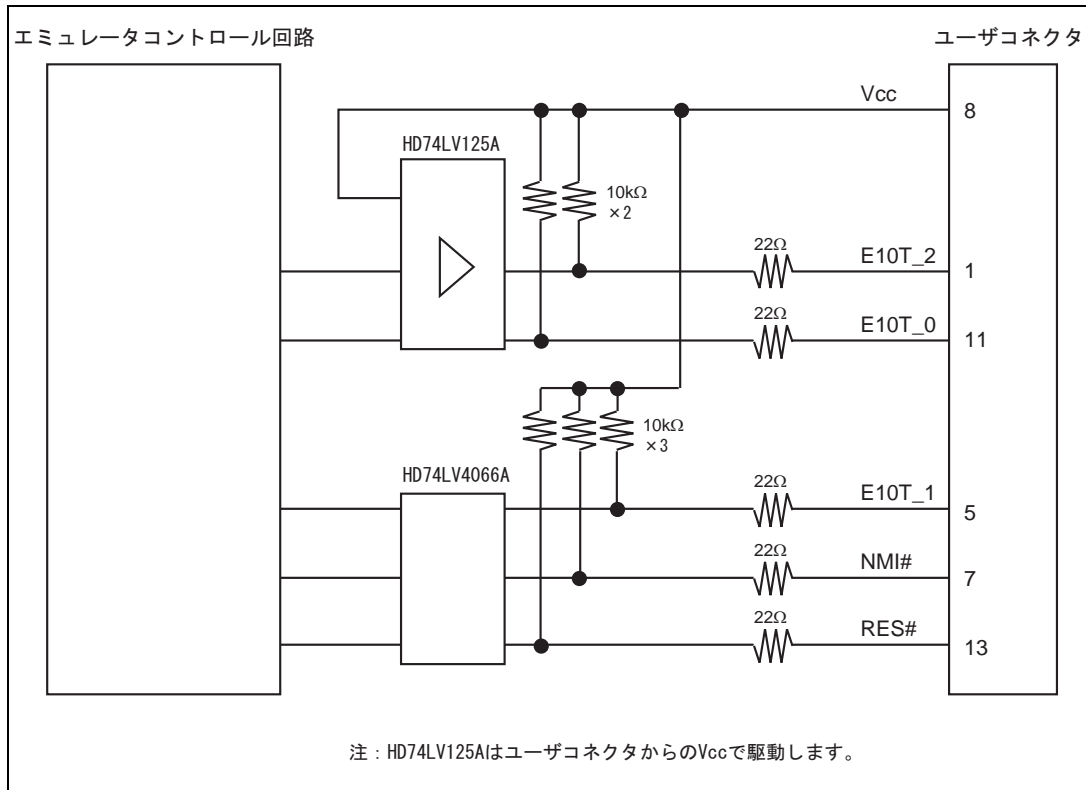 エミュレータコントロール回路
ユーザコネクタ
Vcc
8
HD74LV125A
10kΩ
×2
22Ω
E10T_2
1
22Ω
E10T_0
11
10kΩ
×3
HD74LV4066A
22Ω
E10T_1
5
22Ω
NMI#
7
22Ω
RES#
13
注：HD74LV125AはユーザコネクタからのVccで駆動します。